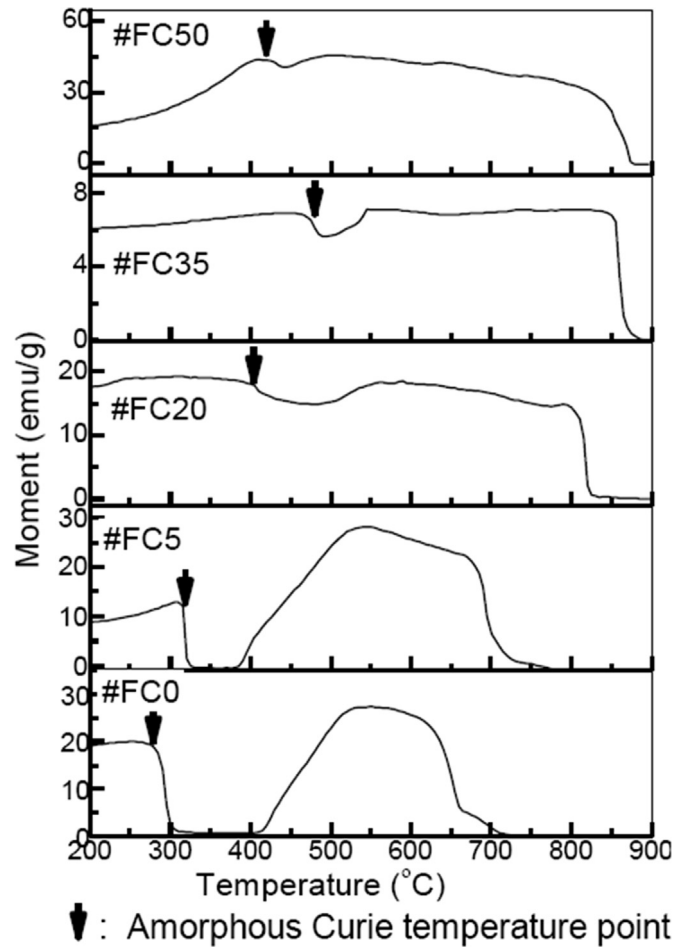 60
#FC50
30
0
8
#FC35
4
0
20
#FC20
10
0
30
#FC5
20
10
0
30
#FC0
20
10
0
200 300 400 500 600 700 800 900
Moment (emu/g)
Temperature (°C)
: Amorphous Curie temperature point